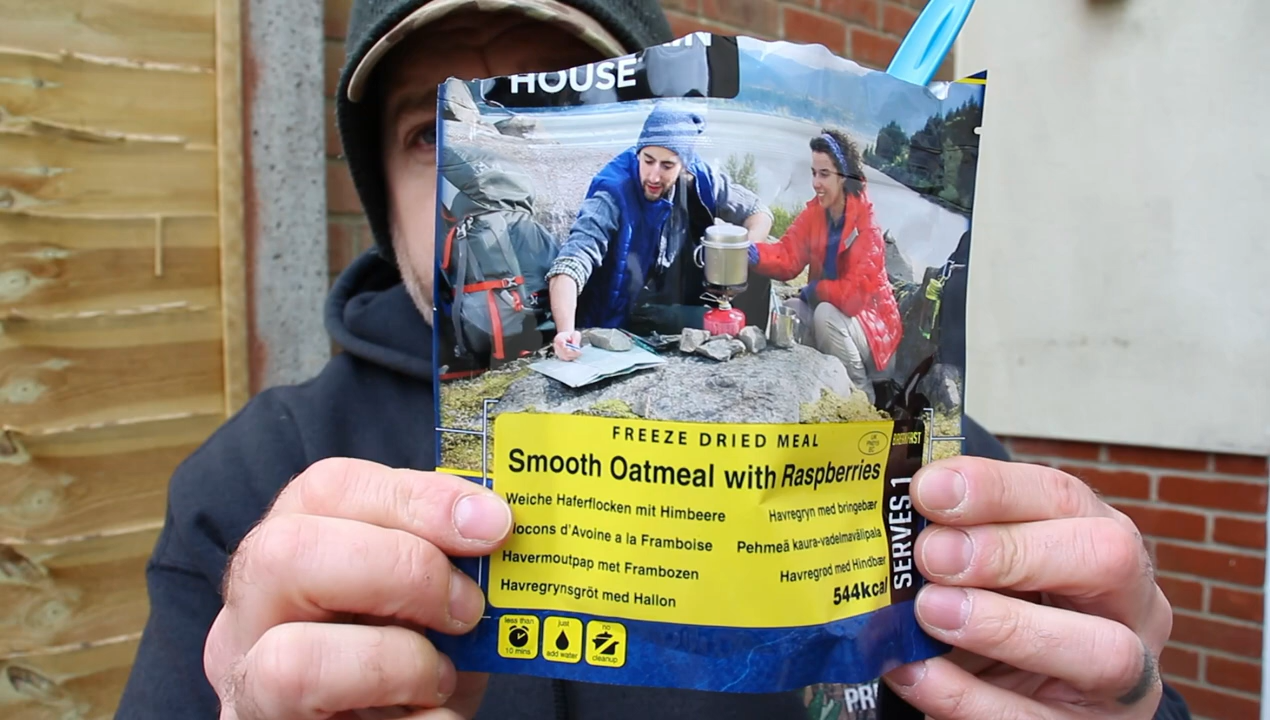 HOUSE
FREEZE DRIED MEAL
BREAKFAST
Smooth Oatmeal with Raspberries
Weiche Haferflocken mit Himbeere
locons d'Avoine a la Framboise
Havermoutpap met Frambozen
Havregrynsgröt med Hallon
Havregryn med bringebær
Pehmeä kaura-vadelmavälipala
Havregrød med Hindbær
544kcal
SERVES 1
less than
10 mins
just
add water
no
cleanup